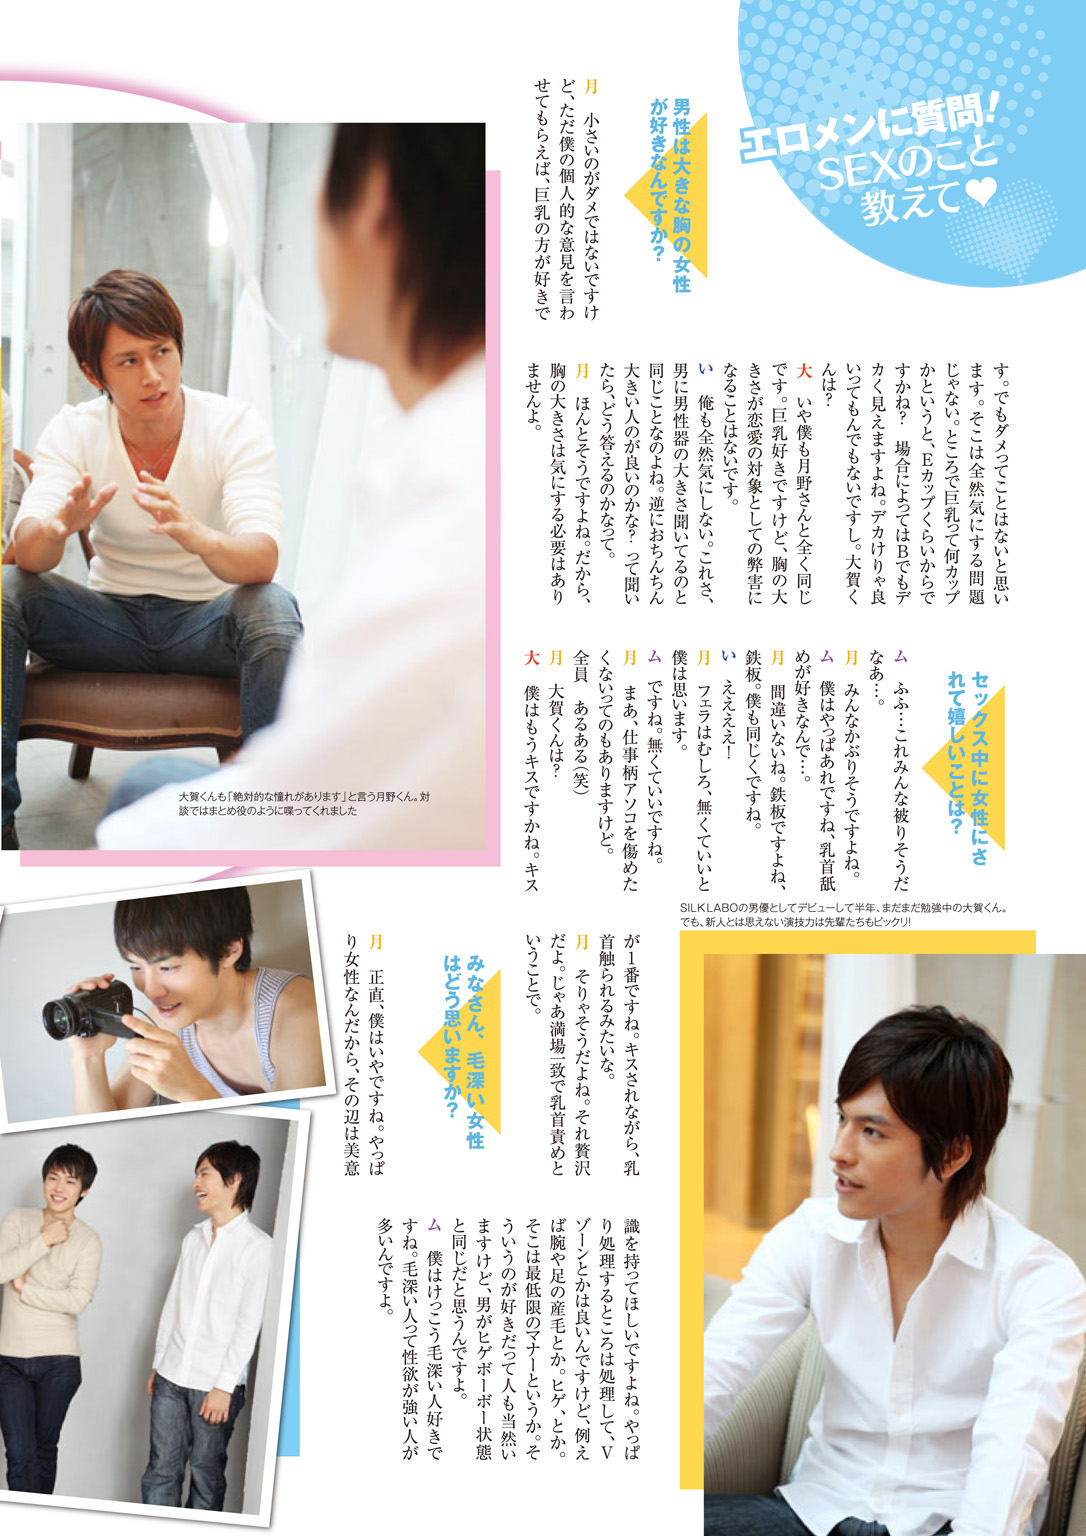 エロメンに質問!
SEXのこと
教えて♥
男性は大きな胸の女性
が好きなんですか?
月　小さいのがダメではないですけ
ど、ただ僕の個人的な意見を言わ
せてもらえば、巨乳の方が好きで
す。でもダメってことはないと思い
ます。そこは全然気にする問題
じゃない。ところで巨乳って何カップ
かというと、Eカップくらいからで
すかね?　場合によってはBでもデ
カく見えますよね。デカけりゃ良
いってもんでもないですし。大賀く
んは?
大　いや僕も月野さんと全く同じ
です。巨乳好きですけど、胸の大
きさが恋愛の対象としての弊害に
なることはないです。
い　俺も全然気にしない。これさ、
男に男性器の大きさ聞いてるのと
同じことなのよね。逆におちんちん
大きい人のが良いのかな? って聞い
たら、どう答えるのかなって。
月　ほんとそうですよね。だから、
胸の大きさは気にする必要はあり
ませんよ。
セックス中に女性にさ
れて嬉しいことは?
ム　ふふ…これみんな被りそうだ
なあ…。
月　みんなかぶりそうですよね。
ム　僕はやっぱあれですね、乳首舐
めが好きなんで…。
月　間違いないね。鉄板ですよね、
鉄板。僕も同じくですね。
い　ええええ!
月　フェラはむしろ、無くていいと
僕は思います。
ム　ですね。無くていいですね。
月　まあ、仕事柄アソコを傷めた
くないってのもありますけど。
全員　あるある(笑)
月　大賀くんは?
大　僕はもうキスですかね。キス
が1番ですね。キスされながら、乳
首触られるみたいな。
月　そりゃそうだよね。それ贅沢
だよ。じゃあ満場一致で乳首責めと
いうことで。
みなさん、毛深い女性
はどう思いますか?
月　正直、僕はいやですね。やっぱ
り女性なんだから、その辺は美意
識を持ってほしいですよね。やっぱ
り処理するところは処理して、V
ゾーンとかは良いんですけど、例え
ば腕や足の産毛とか。ヒゲ、とか。
そこは最低限のマナーというか。そ
ういうのが好きだって人も当然い
ますけど、男がヒゲボーボー状態
と同じだと思うんですよ。
ム　僕はけっこう毛深い人好きで
すね。毛深い人って性欲が強い人が
多いんですよ。
大賀くんも「絶対的な憧れがあります」と言う月野くん。対
談ではまとめ役のように喋ってくれました
SILK LABOの男優としてデビューして半年、まだまだ勉強中の大賀くん。
でも、新人とは思えない演技力は先輩たちもビックリ!